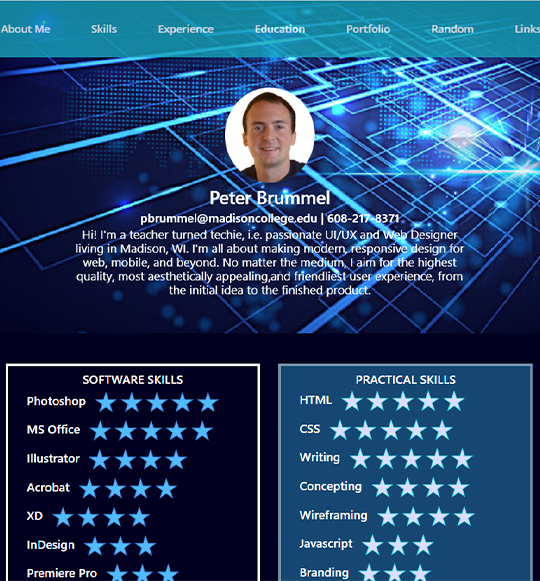 About Me Skills Experience Education Portfolio Random Links
Peter Brummel
pbrummel@madisoncollege.edu | 608-217-8371
Hi! I'm a teacher turned techie, i.e. passionate UI/UX and Web Designer
living in Madison, WI. I'm all about making modern, responsive design for
web, mobile, and beyond. No matter the medium, I aim for the highest
quality, most aesthetically appealing,and friendliest user experience, from
the initial idea to the finished product.
SOFTWARE SKILLS
Photoshop
MS Office
Illustrator
Acrobat
XD
InDesign
Premiere Pro
PRACTICAL SKILLS
HTML
CSS
Writing
Concepting
Wireframing
Javascript
Branding